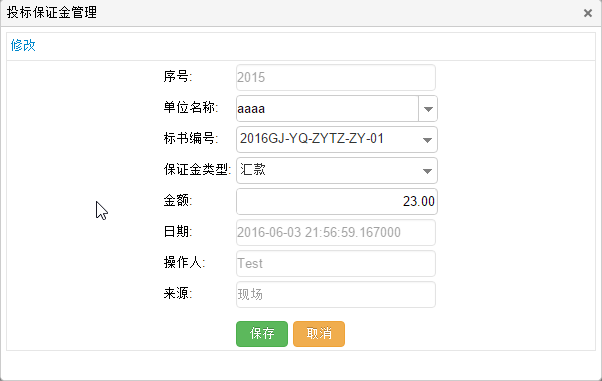 投标保证金管理 ×
修改
序号: 2015
单位名称: aaaa
标书编号: 2016GJ-YQ-ZYTZ-ZY-01
保证金类型: 汇款
金额: 23.00
日期: 2016-06-03 21:56:59.167000
操作人: Test
来源: 现场
保存 取消